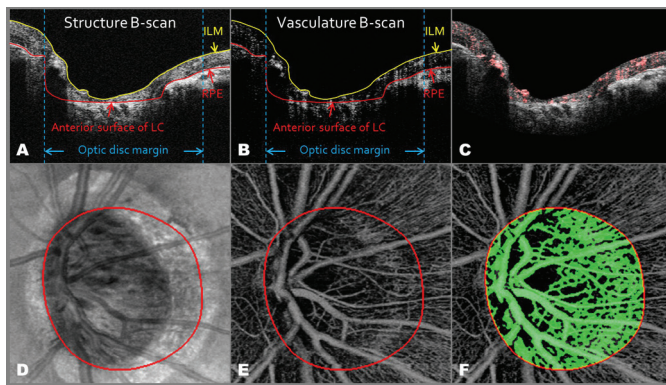 Structure B-scan
ILM
RPE
Anterior surface of LC
A
Optic disc margin
Vasculature B-scan
ILM
RPE
Anterior surface of LC
B
Optic disc margin
C
D
E
F